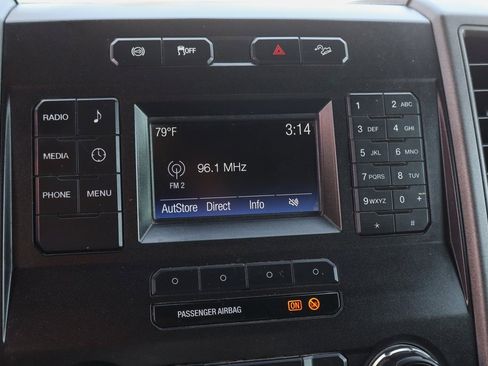 OFF
RADIO
MEDIA
PHONE MENU
79°F 3:14
96.1 MHz
FM 2
AutStore Direct Info
1 2 ABC
3 DEF 4 GHI
5 JKL 6 MNO
7 PQRS 8 TUV
9 WXYZ 0 +
* #
PASSENGER AIRBAG ON